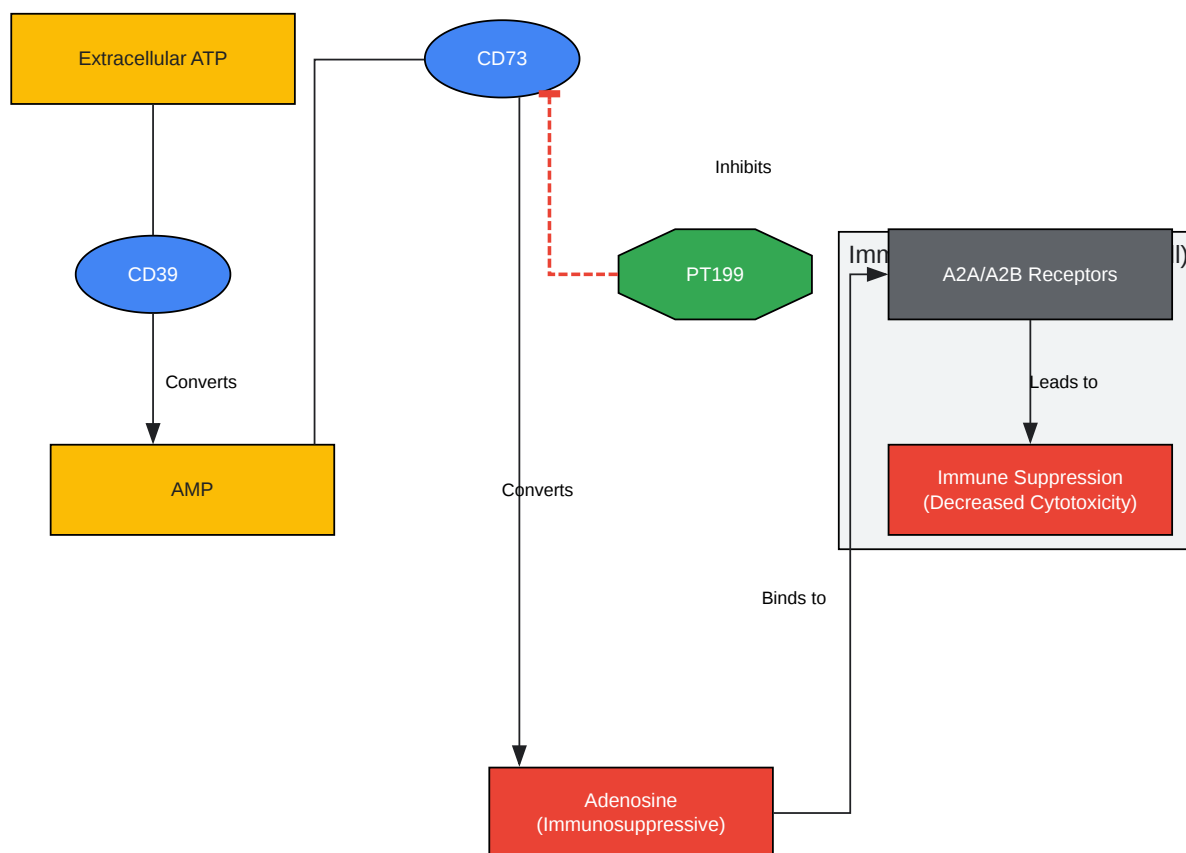 Extracellular ATP
CD73
Inhibits
CD39
PT199
A2A/A2B Receptors
Converts
Leads to
AMP
Converts
Immune Suppression
(Decreased Cytotoxicity)
Binds to
Adenosine
(Immunosuppressive)